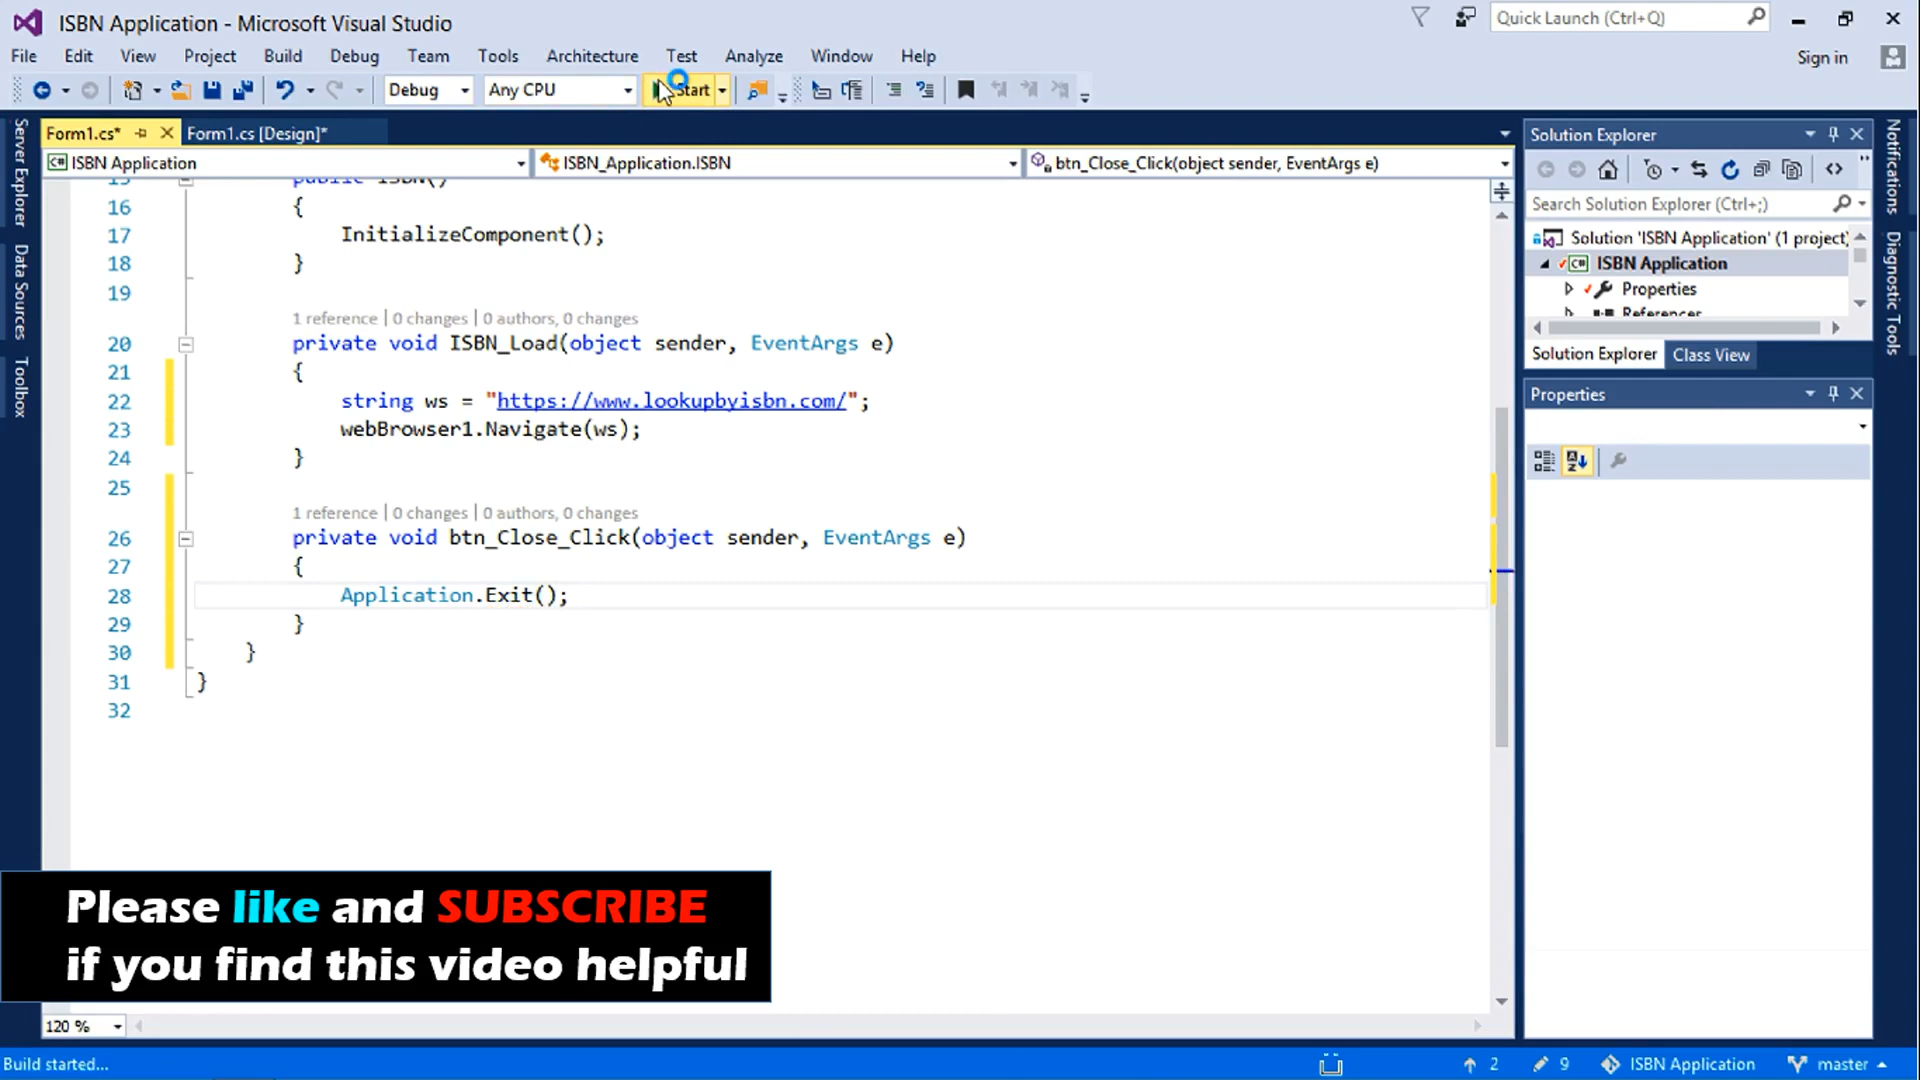 ISBN Application - Microsoft Visual Studio
Quick Launch (Ctrl+Q)
File Edit View Project Build Debug Team Tools Architecture Test Analyze Window Help
Sign in
Debug Any CPU Start
Form1.cs* Form1.cs [Design]*
ISBN Application ISBN_Application.ISBN btn_Close_Click(object sender, EventArgs e)
15 public ISBN()
16 {
17 InitializeComponent();
18 }
19
1 reference | 0 changes | 0 authors, 0 changes
20 private void ISBN_Load(object sender, EventArgs e)
21 {
22 string ws = "https://www.lookupbyisbn.com/";
23 webBrowser1.Navigate(ws);
24 }
25
1 reference | 0 changes | 0 authors, 0 changes
26 private void btn_Close_Click(object sender, EventArgs e)
27 {
28 Application.Exit();
29 }
30 }
31 }
32
Server Explorer
Data Sources
Toolbox
Solution Explorer
Search Solution Explorer (Ctrl+;)
Solution 'ISBN Application' (1 project)
ISBN Application
Properties
References
Solution Explorer Class View
Properties
Notifications
Diagnostic Tools
Please like and SUBSCRIBE
if you find this video helpful
120 %
Build started...
2 9 ISBN Application master